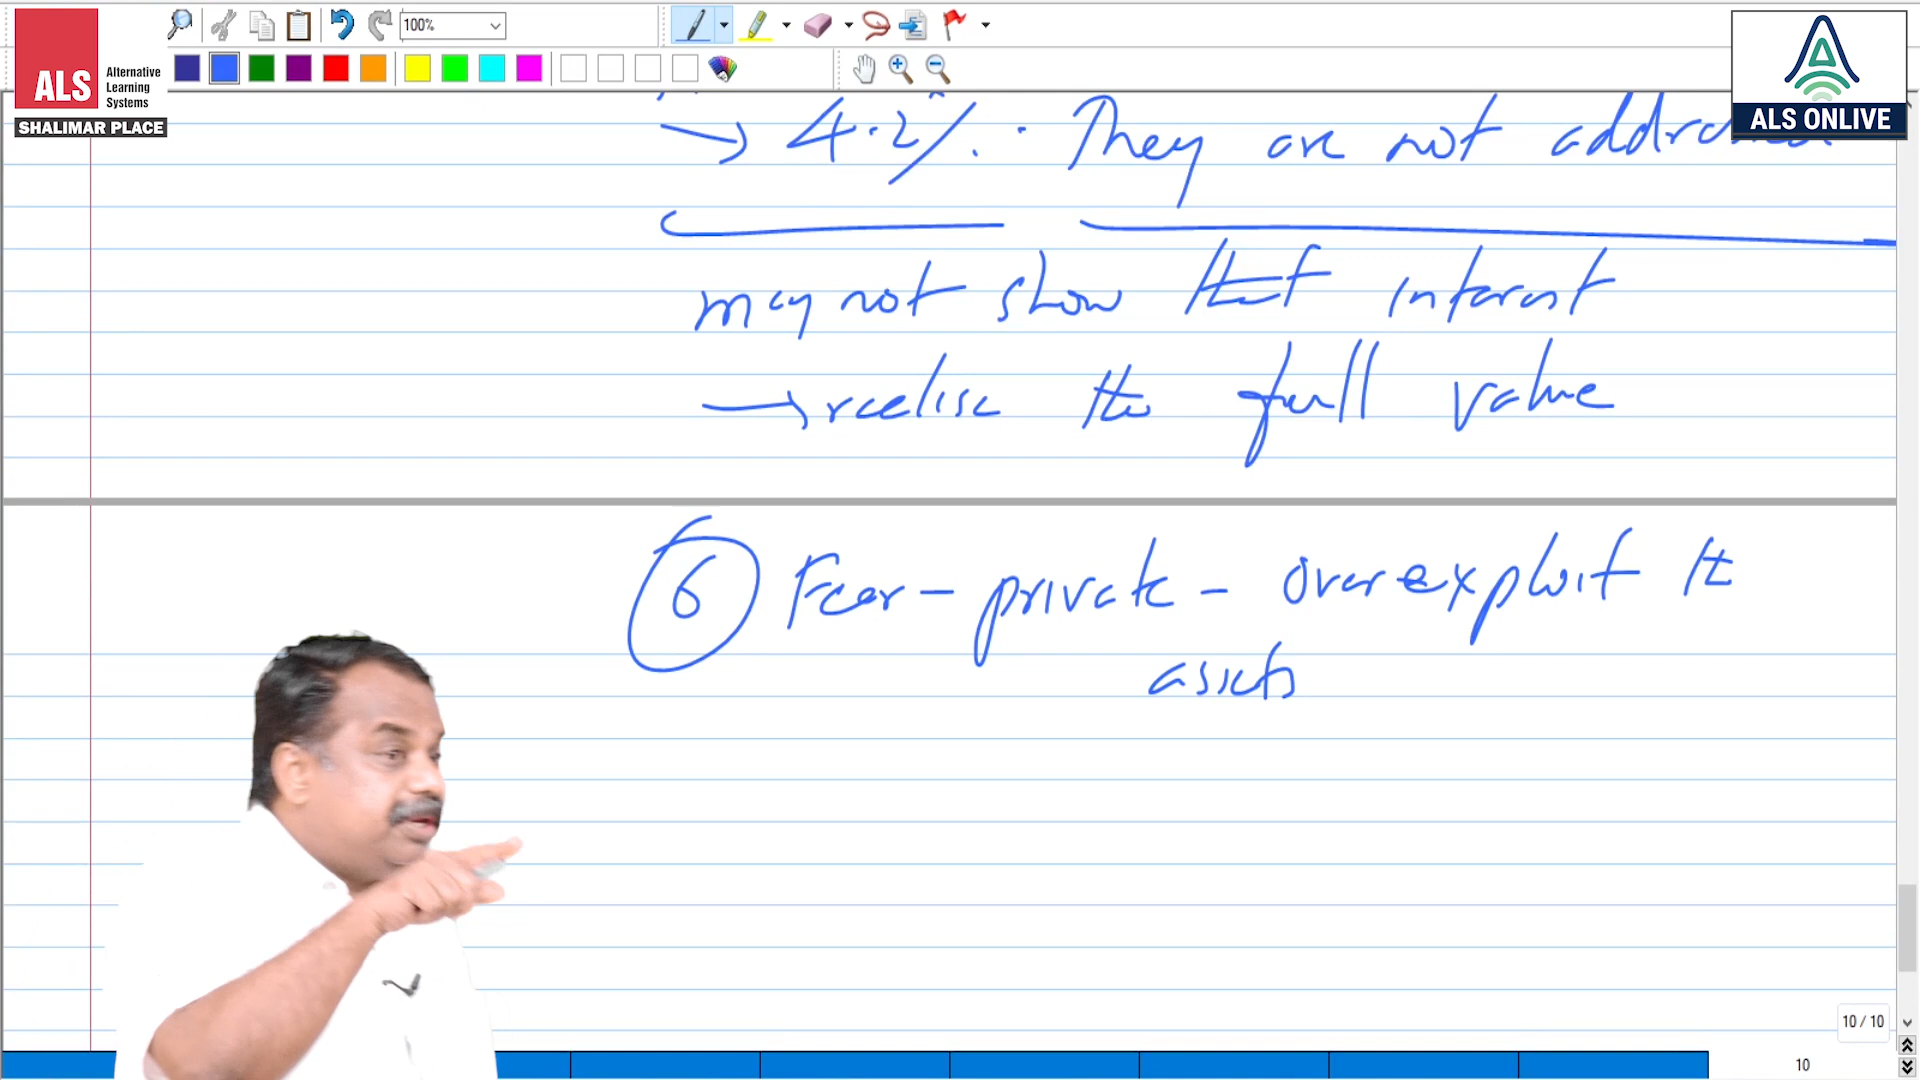 100%
ALS
Alternative
Learning
Systems
SHALIMAR PLACE
ALS ONLIVE
→ 4.2%. They are not
may not show that interest
→ realise the full value
6 Fear - private - overexploit the
assets
10 / 10
10